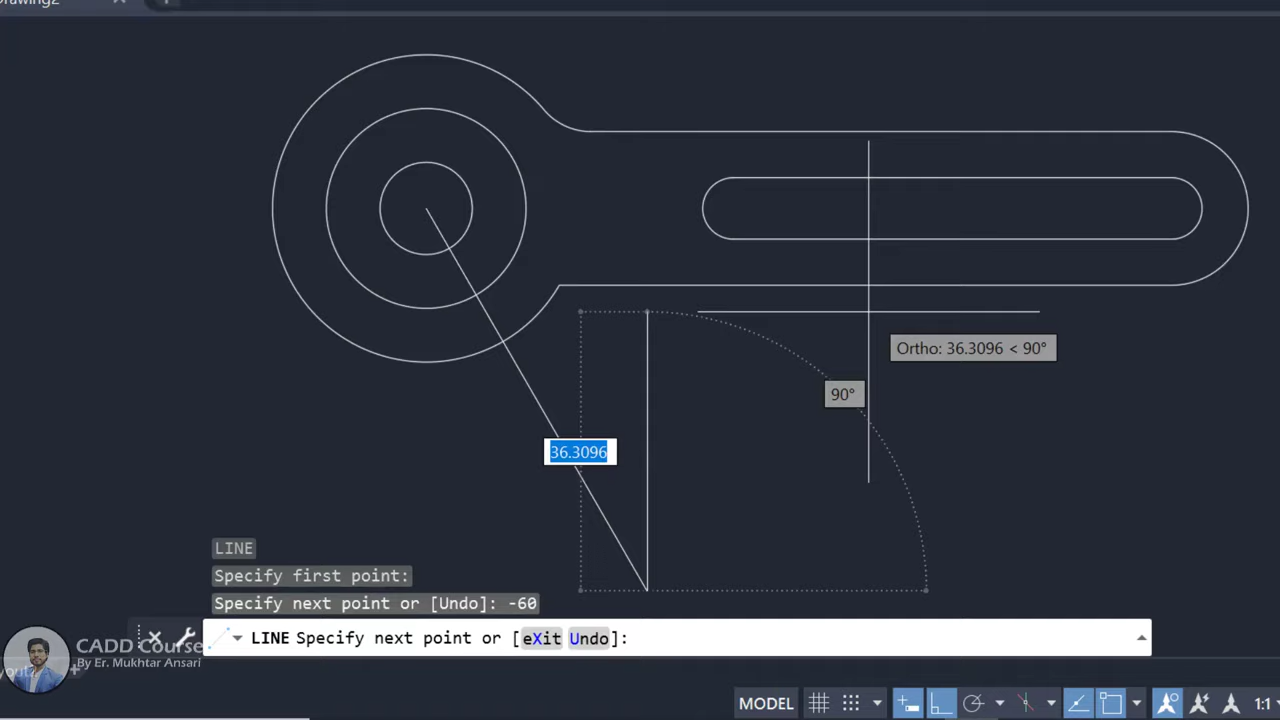 Drawing2
Ortho: 36.3096 < 90°
90°
36.3096
LINE
Specify first point:
Specify next point or [Undo]: -60
LINE Specify next point or [eXit Undo]:
CADD Course
By Er. Mukhtar Ansari
MODEL
1:1